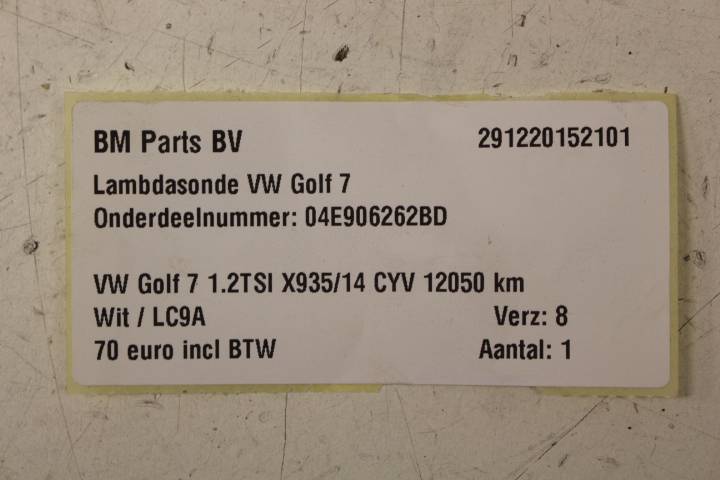 BM Parts BV 291220152101
Lambdasonde VW Golf 7
Onderdeelnummer: 04E906262BD
VW Golf 7 1.2TSI X935/14 CYV 12050 km
Wit / LC9A Verz: 8
70 euro incl BTW Aantal: 1